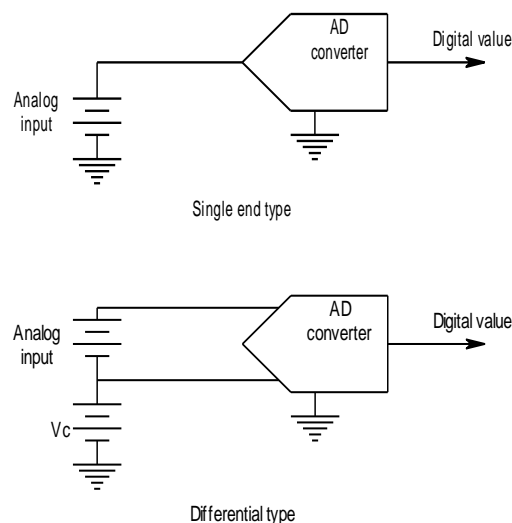 AD
converter
Digital value
Analog
input
Single end type
AD
converter
Digital value
Analog
input
Vc
Differential type